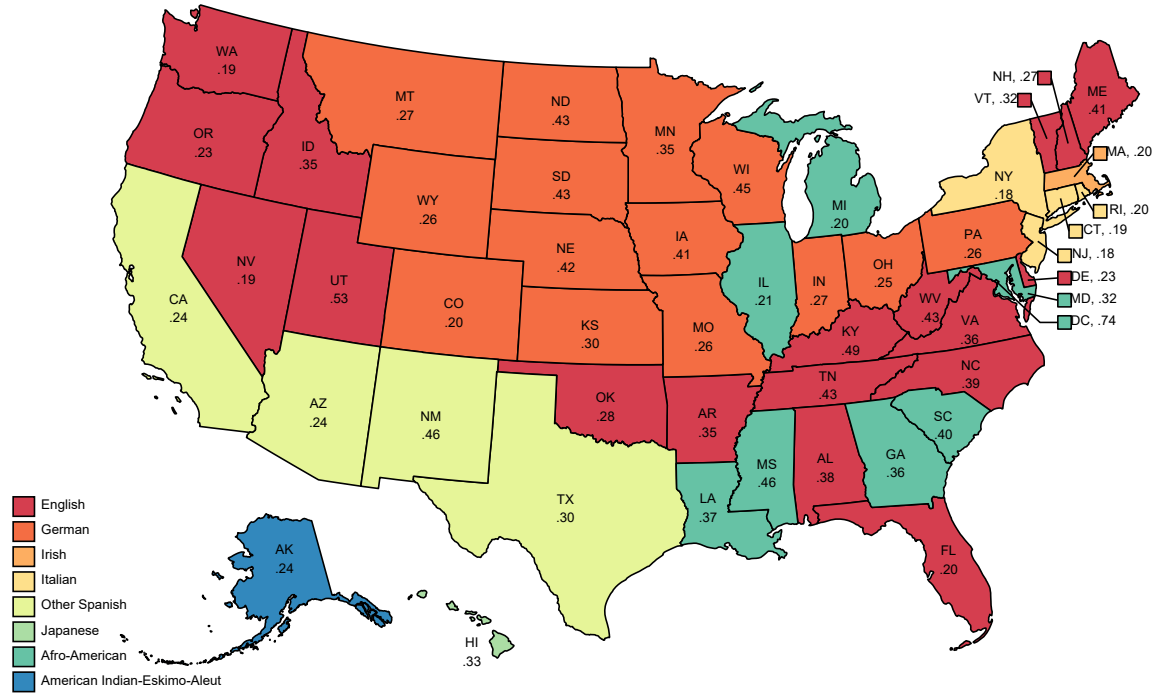 WA
.19
OR
.23
ID
.35
MT
.27
ND
.43
MN
.35
WI
.45
MI
.20
NH, .27
VT, .32
ME
.41
MA, .20
NY
.18
RI, .20
CT, .19
NJ, .18
DE, .23
MD, .32
DC, .74
PA
.26
SD
.43
WY
.26
NE
.42
IA
.41
IL
.21
IN
.27
OH
.25
WV
.43
VA
.36
KY
.49
NV
.19
UT
.53
CO
.20
KS
.30
MO
.26
CA
.24
AZ
.24
NM
.46
OK
.28
AR
.35
TN
.43
NC
.39
SC
.40
GA
.36
AL
.38
MS
.46
LA
.37
TX
.30
FL
.20
AK
.24
HI
.33
English
German
Irish
Italian
Other Spanish
Japanese
Afro-American
American Indian-Eskimo-Aleut